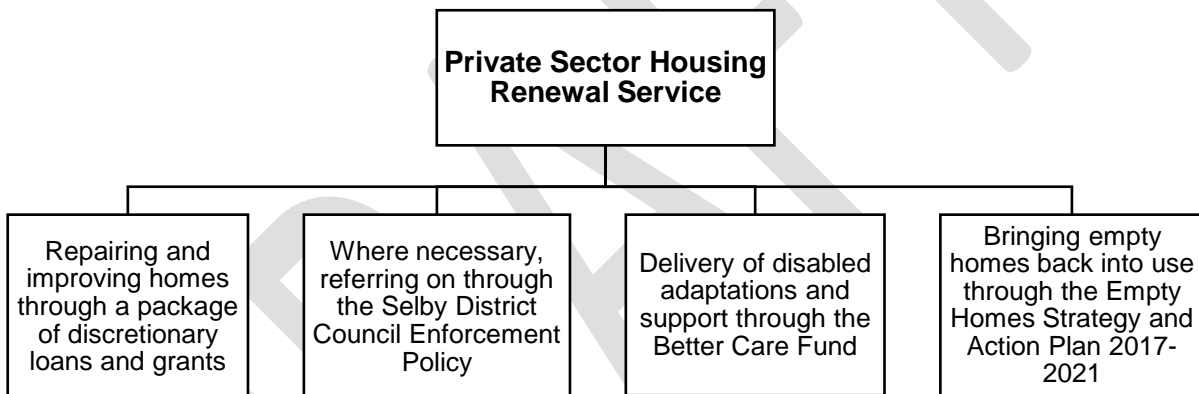 Private Sector Housing
Renewal Service
Repairing and
improving homes
through a package
of discretionary
loans and grants
Where necessary,
referring on through
the Selby District
Council Enforcement
Policy
Delivery of disabled
adaptations and
support through the
Better Care Fund
Bringing empty
homes back into use
through the Empty
Homes Strategy and
Action Plan 2017-
2021